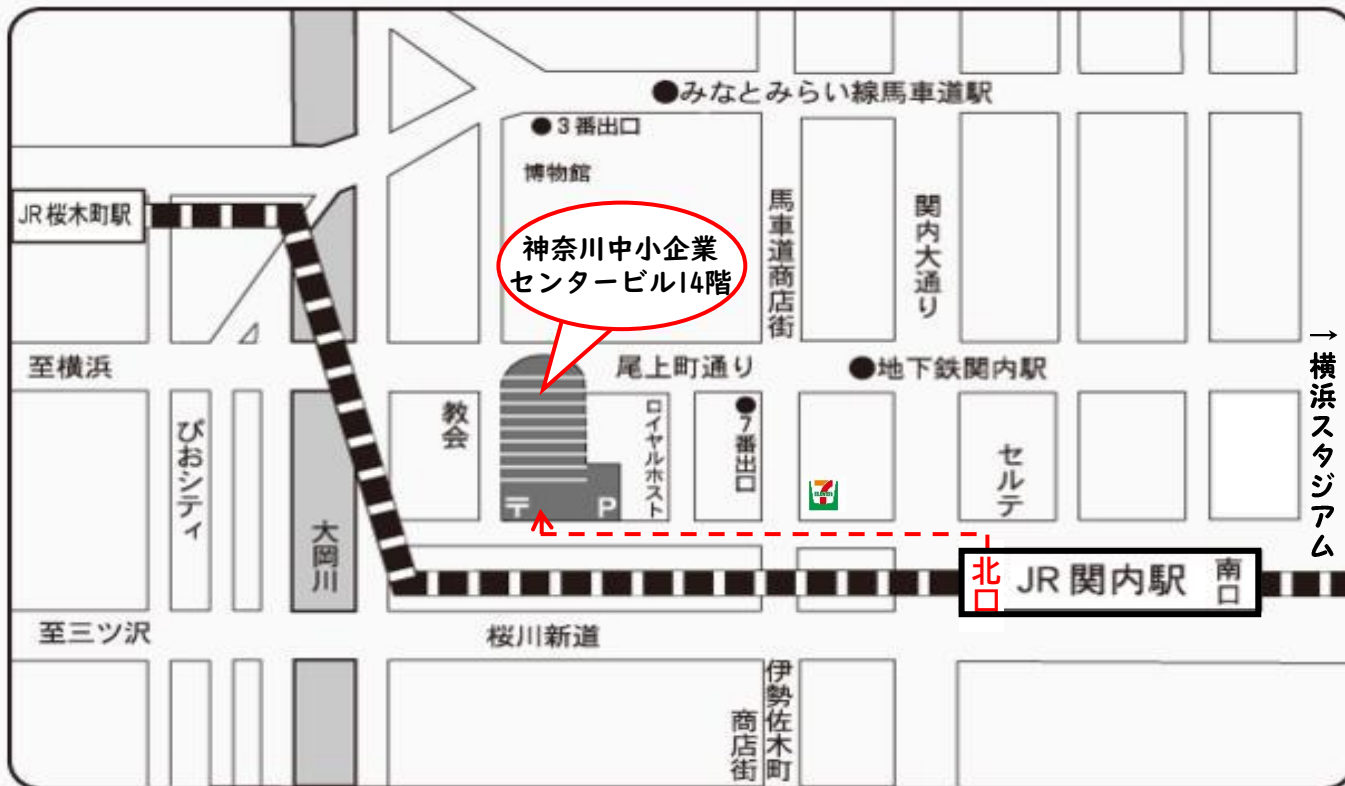 ●みなとみらい線馬車道駅
●3番出口
博物館
JR桜木町駅
神奈川中小企業
センタービル14階
馬車道商店街
関内大通り
至横浜
尾上町通り
●地下鉄関内駅
→横浜スタジアム
ぴおシティ
教会
ロイヤルホスト
●7番出口
セルテ
7
ELEVEN
〒
P
大岡川
北口
JR関内駅
南口
至三ツ沢
桜川新道
伊勢佐木町
商店街